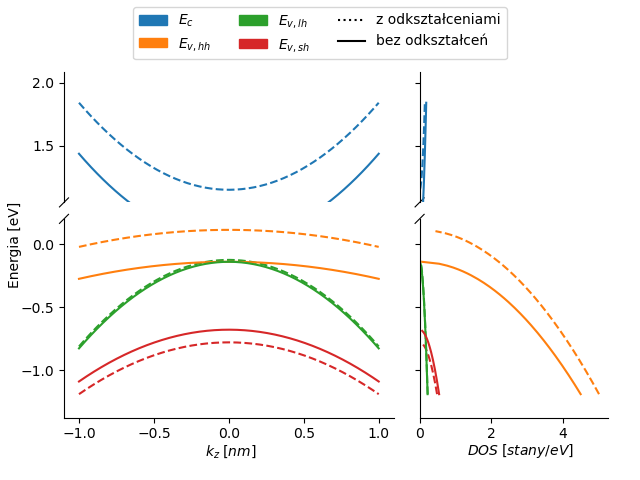 E_c E_{v, lh} z odkształceniami
E_{v, hh} E_{v, sh} bez odkształceń
2.0
1.5
0.0
−0.5
−1.0
Energia [eV]
−1.0 −0.5 0.0 0.5 1.0
k_z [nm]
0 2 4
DOS [stany/eV]